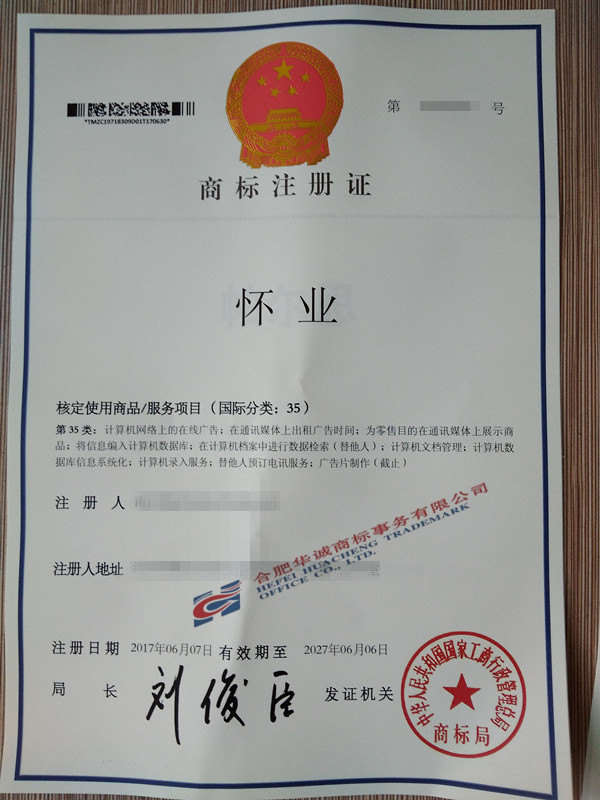 *TMZC19718309D01T170630*
第 号
商标注册证
怀业
核定使用商品/服务项目（国际分类：35）
第 35 类：计算机网络上的在线广告；在通讯媒体上出租广告时间；为零售目的在通讯媒体上展示商
品；将信息编入计算机数据库；在计算机档案中进行数据检索（替他人）；计算机文档管理；计算机数
据库信息系统化；计算机录入服务；替他人预订电讯服务；广告片制作（截止）
注册人
注册人地址
合肥华诚商标事务有限公司
HEFEI HUACHENG TRADEMARK
OFFICE CO., LTD.
注册日期 2017年06月07日 有效期至 2027年06月06日
局长 刘俊臣 发证机关
中华人民共和国国家工商行政管理总局
商标局